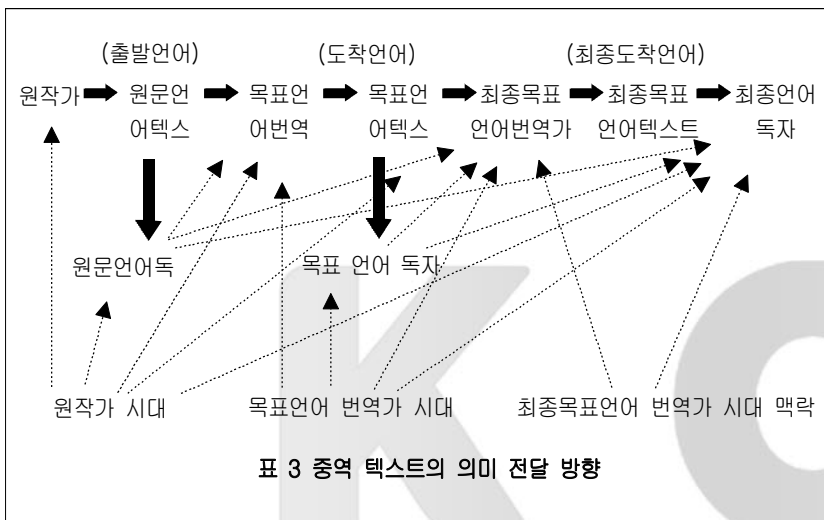 (출발언어) (도착언어) (최종도착언어)
원작가 원문언 목표언 목표언 최종목표 최종목표 최종언어
어텍스 어번역 어텍스 언어번역가 언어텍스트 독자
원문언어독 목표 언어 독자
원작가 시대 목표언어 번역가 시대 최종목표언어 번역가 시대 맥락
표 3 중역 텍스트의 의미 전달 방향